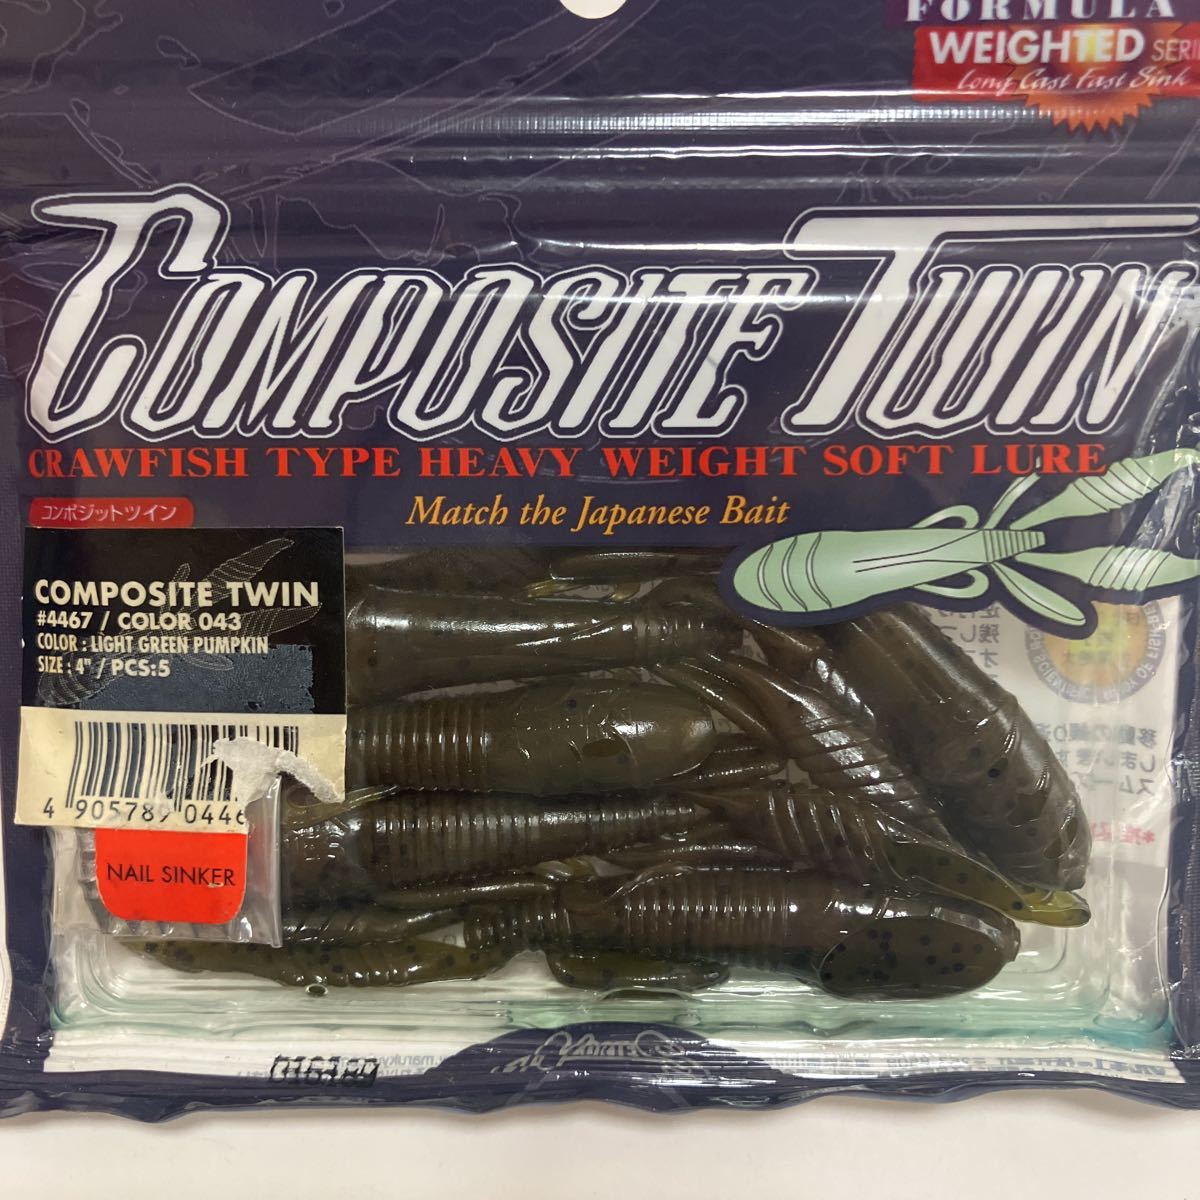 FORMULA
WEIGHTED SERI
Long Cast Fast Sink
COMPOSITE TWIN
CRAWFISH TYPE HEAVY WEIGHT SOFT LURE
コンポジットツイン
Match the Japanese Bait
COMPOSITE TWIN
#4467 / COLOR 043
COLOR : LIGHT GREEN PUMPKIN
SIZE : 4" / PCS:5
4 905789 0446
NAIL SINKER